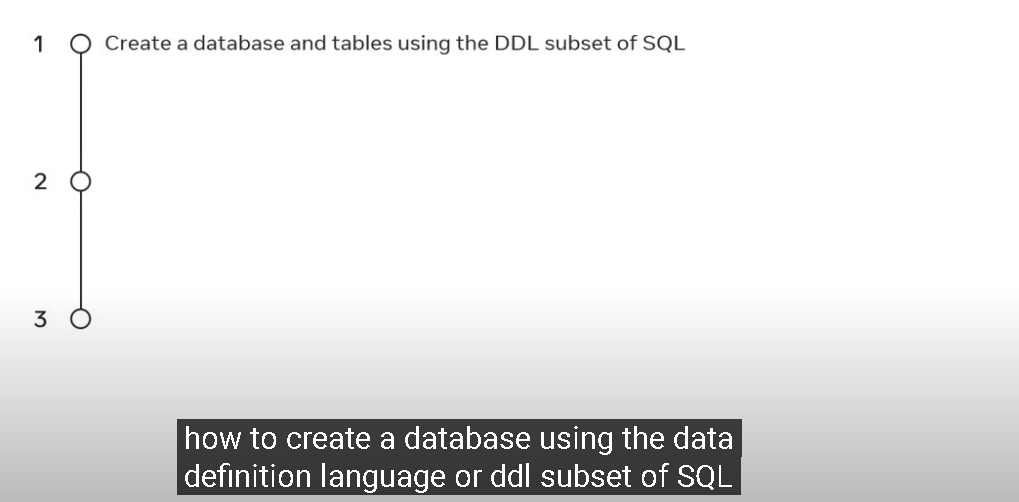 1 Create a database and tables using the DDL subset of SQL
2
3
how to create a database using the data
definition language or ddl subset of SQL